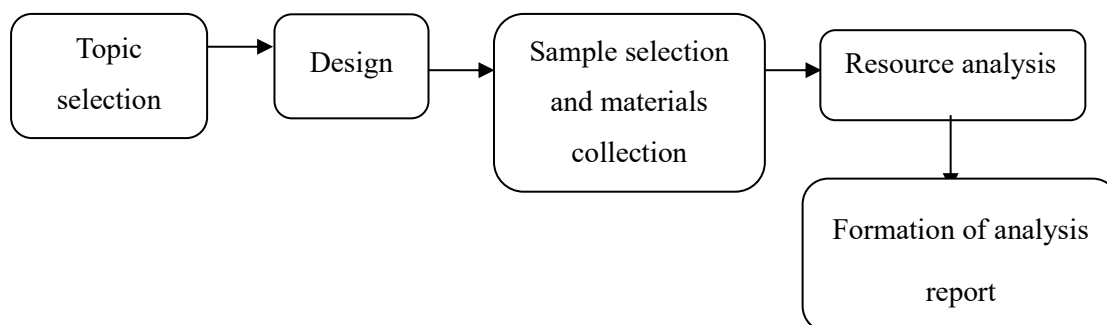 Topic
selection
Design
Sample selection
and materials
collection
Resource analysis
Formation of analysis
report